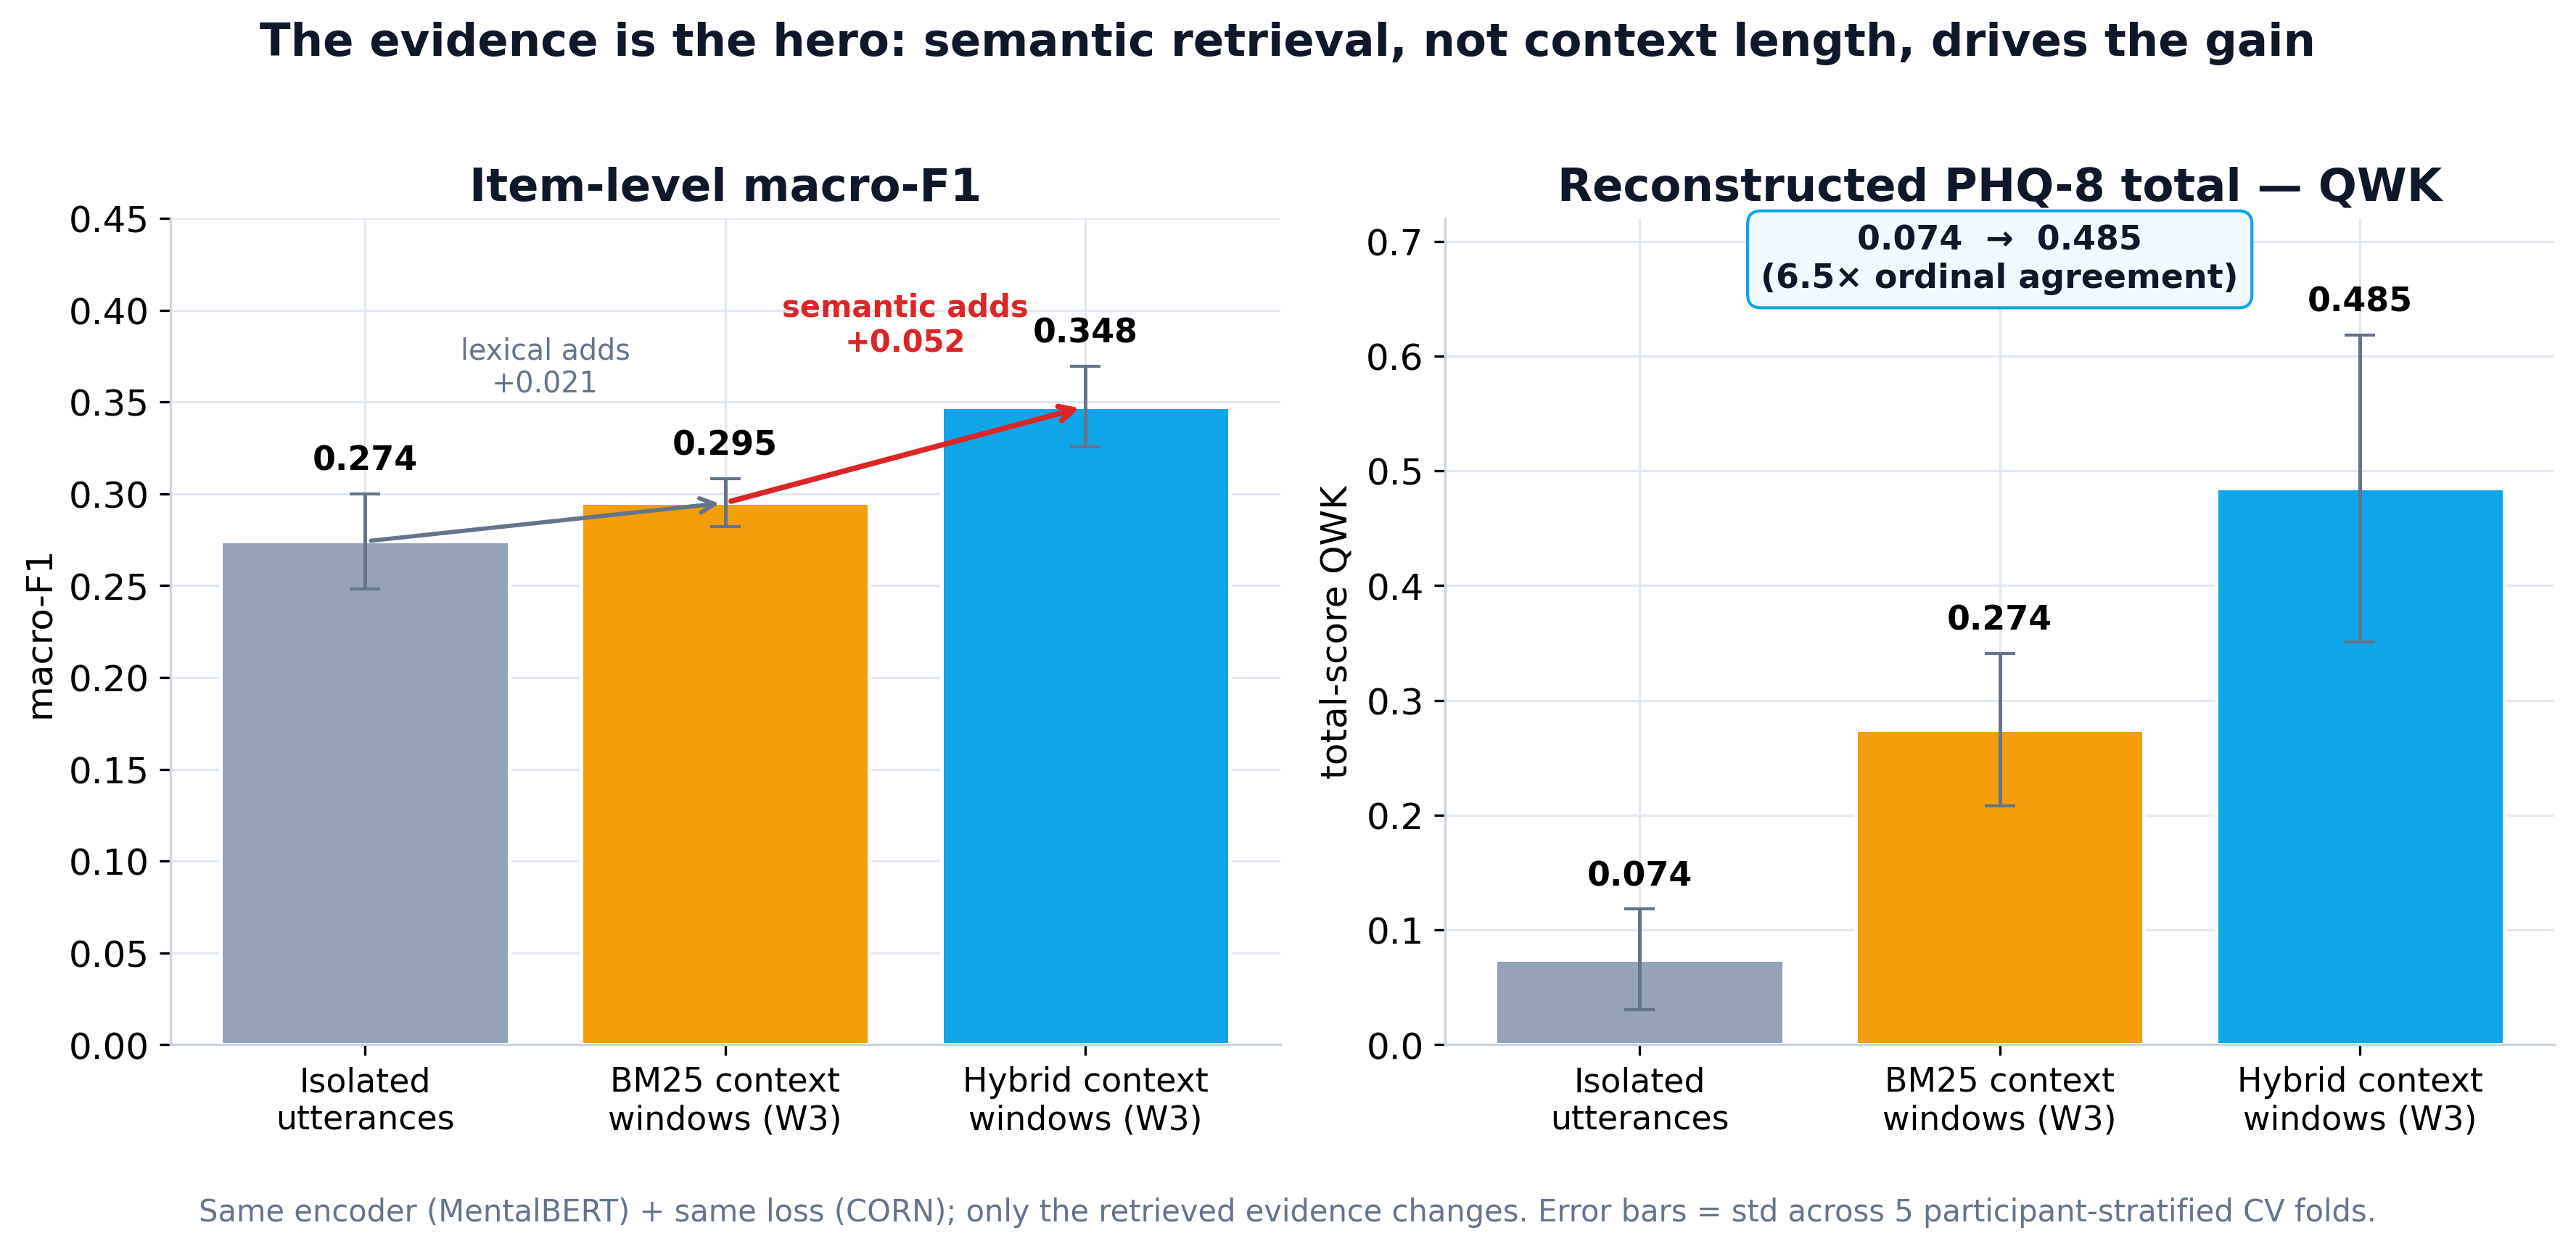 The evidence is the hero: semantic retrieval, not context length, drives the gain
Item-level macro-F1
macro-F1
0.45
0.40
0.35
0.30
0.25
0.20
0.15
0.10
0.05
0.00
lexical adds
+0.021
semantic adds
+0.052
0.274
0.295
0.348
Isolated
utterances
BM25 context
windows (W3)
Hybrid context
windows (W3)
Reconstructed PHQ-8 total — QWK
0.074 → 0.485
(6.5× ordinal agreement)
total-score QWK
0.7
0.6
0.5
0.4
0.3
0.2
0.1
0.0
0.074
0.274
0.485
Isolated
utterances
BM25 context
windows (W3)
Hybrid context
windows (W3)
Same encoder (MentalBERT) + same loss (CORN); only the retrieved evidence changes. Error bars = std across 5 participant-stratified CV folds.